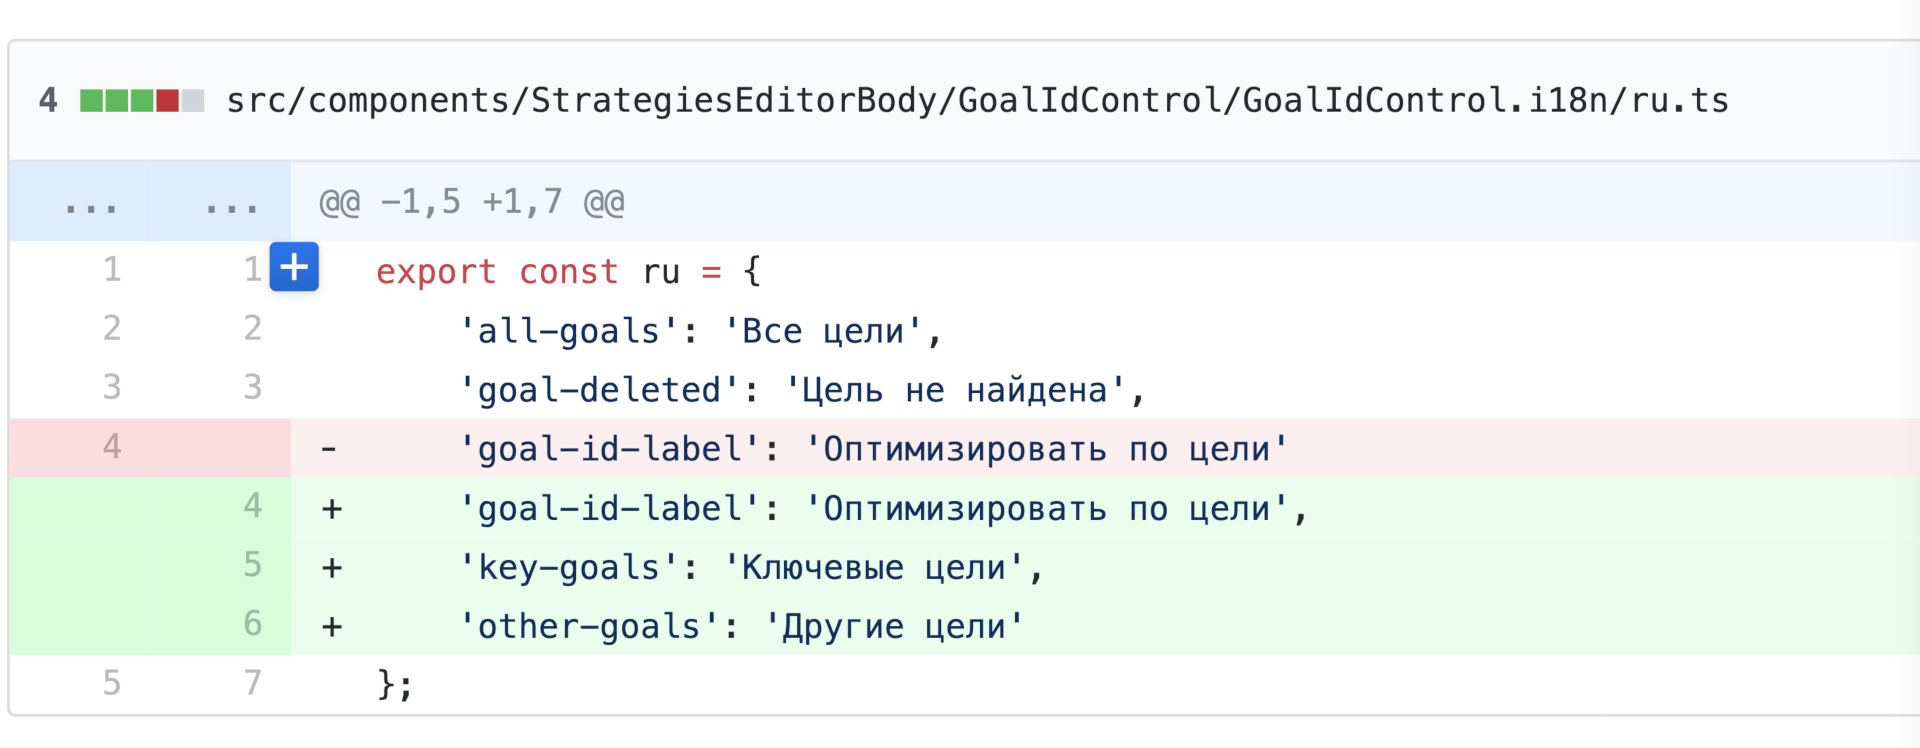 4 src/components/StrategiesEditorBody/GoalIdControl/GoalIdControl.i18n/ru.ts
... ... @@ -1,5 +1,7 @@
1 1 + export const ru = {
2 2 'all-goals': 'Все цели',
3 3 'goal-deleted': 'Цель не найдена',
4 - 'goal-id-label': 'Оптимизировать по цели'
4 + 'goal-id-label': 'Оптимизировать по цели',
5 + 'key-goals': 'Ключевые цели',
6 + 'other-goals': 'Другие цели'
5 7 };